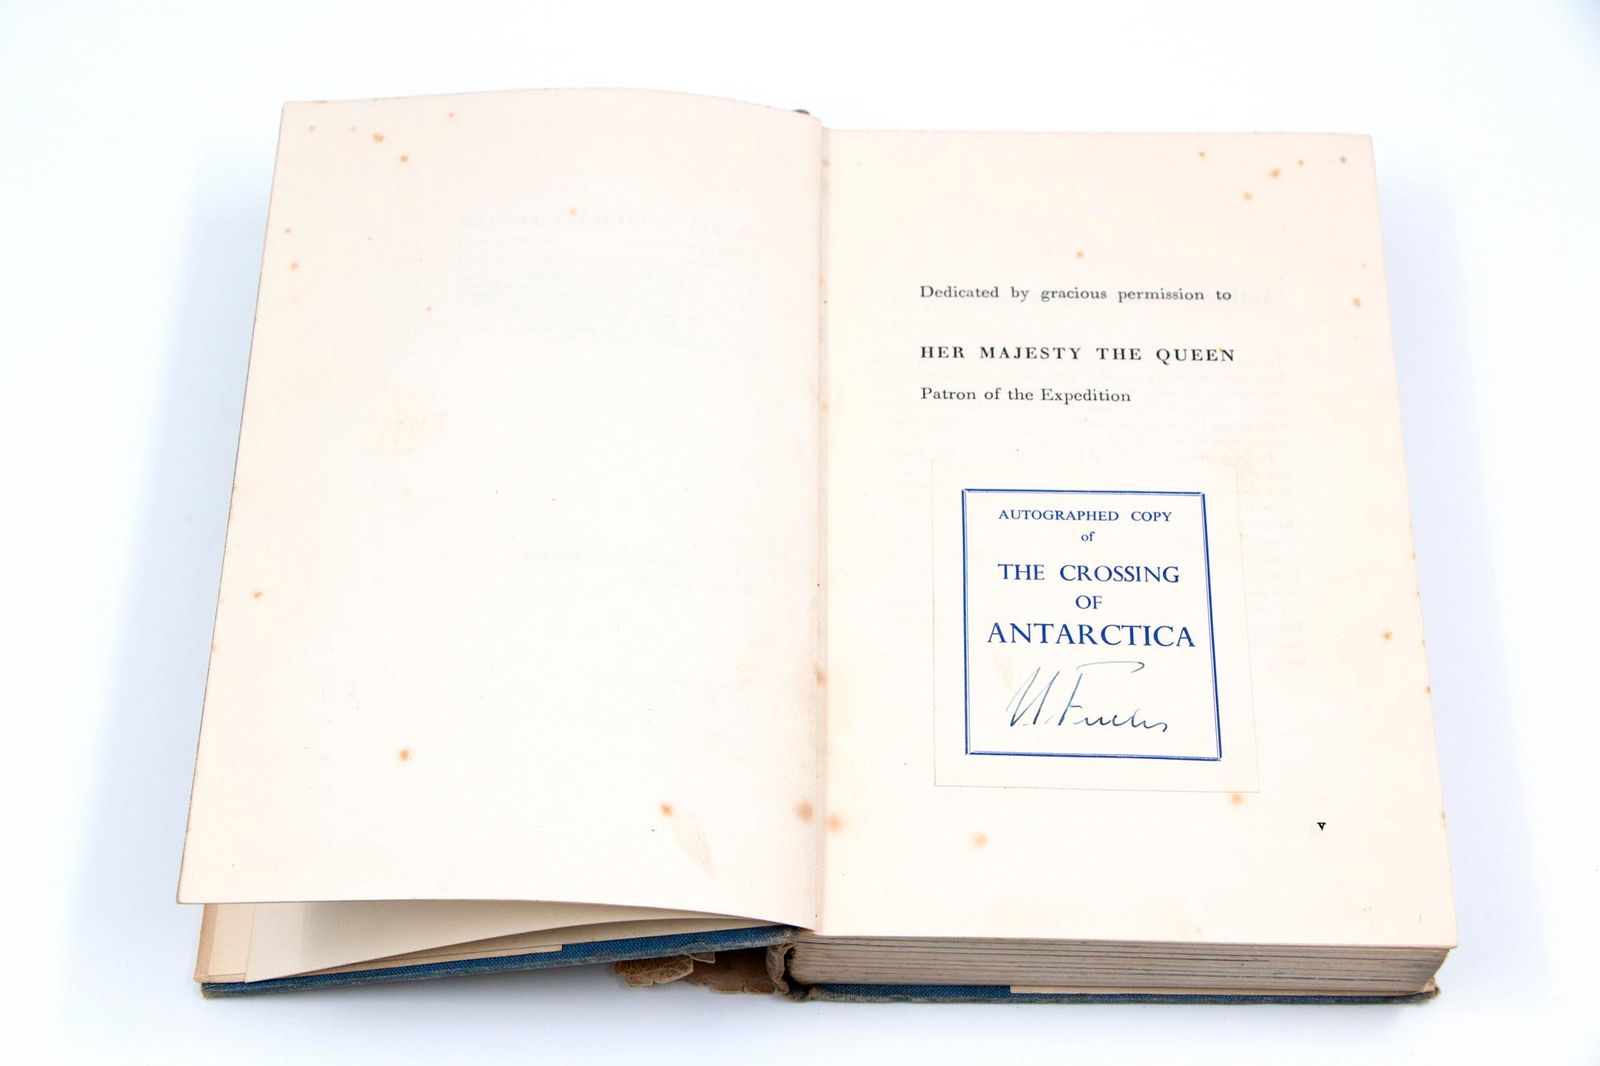 Dedicated by gracious permission to
HER MAJESTY THE QUEEN
Patron of the Expedition
AUTOGRAPHED COPY
of
THE CROSSING
OF
ANTARCTICA
V. Fuchs
v